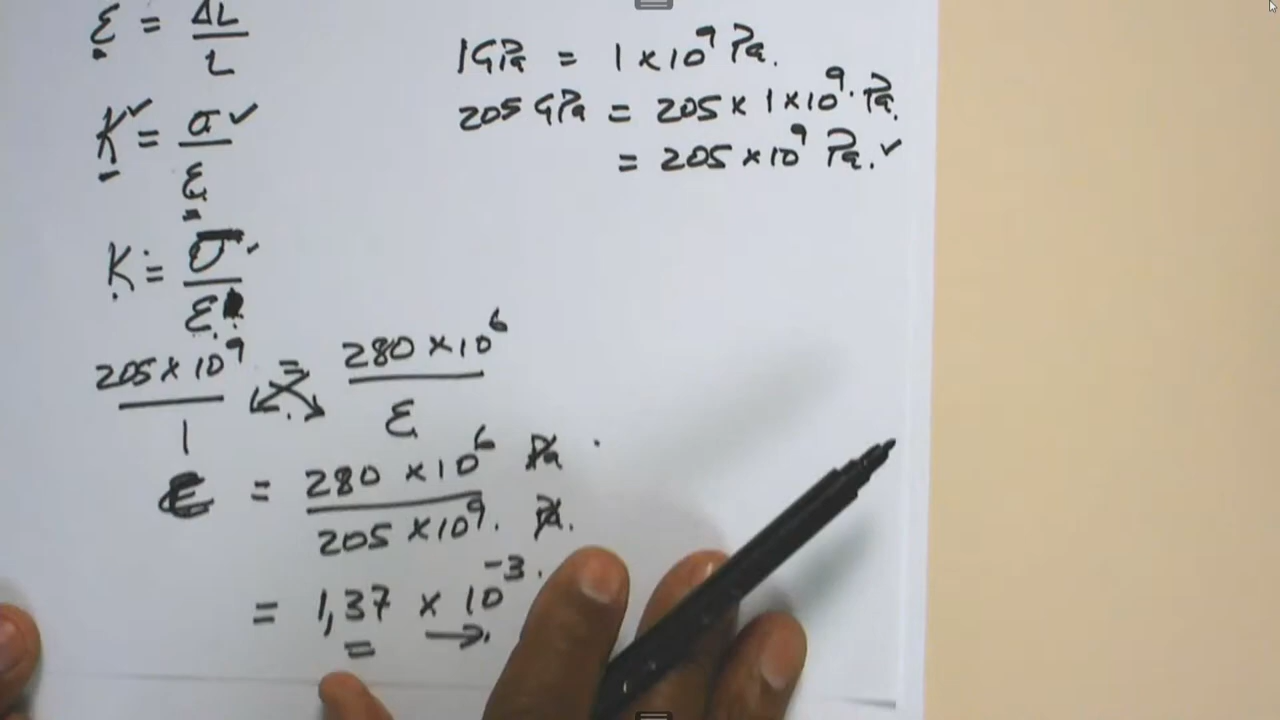 ε = ΔL / L
K = σ / ε
K = σ / ε
205 × 10⁹ / 1 = 280 × 10⁶ / ε
ε = 280 × 10⁶ Pa / 205 × 10⁹ · Pa.
= 1,37 × 10⁻³.
1GPa = 1 × 10⁹ Pa.
205 GPa = 205 × 1 × 10⁹ · Pa.
= 205 × 10⁹ Pa.